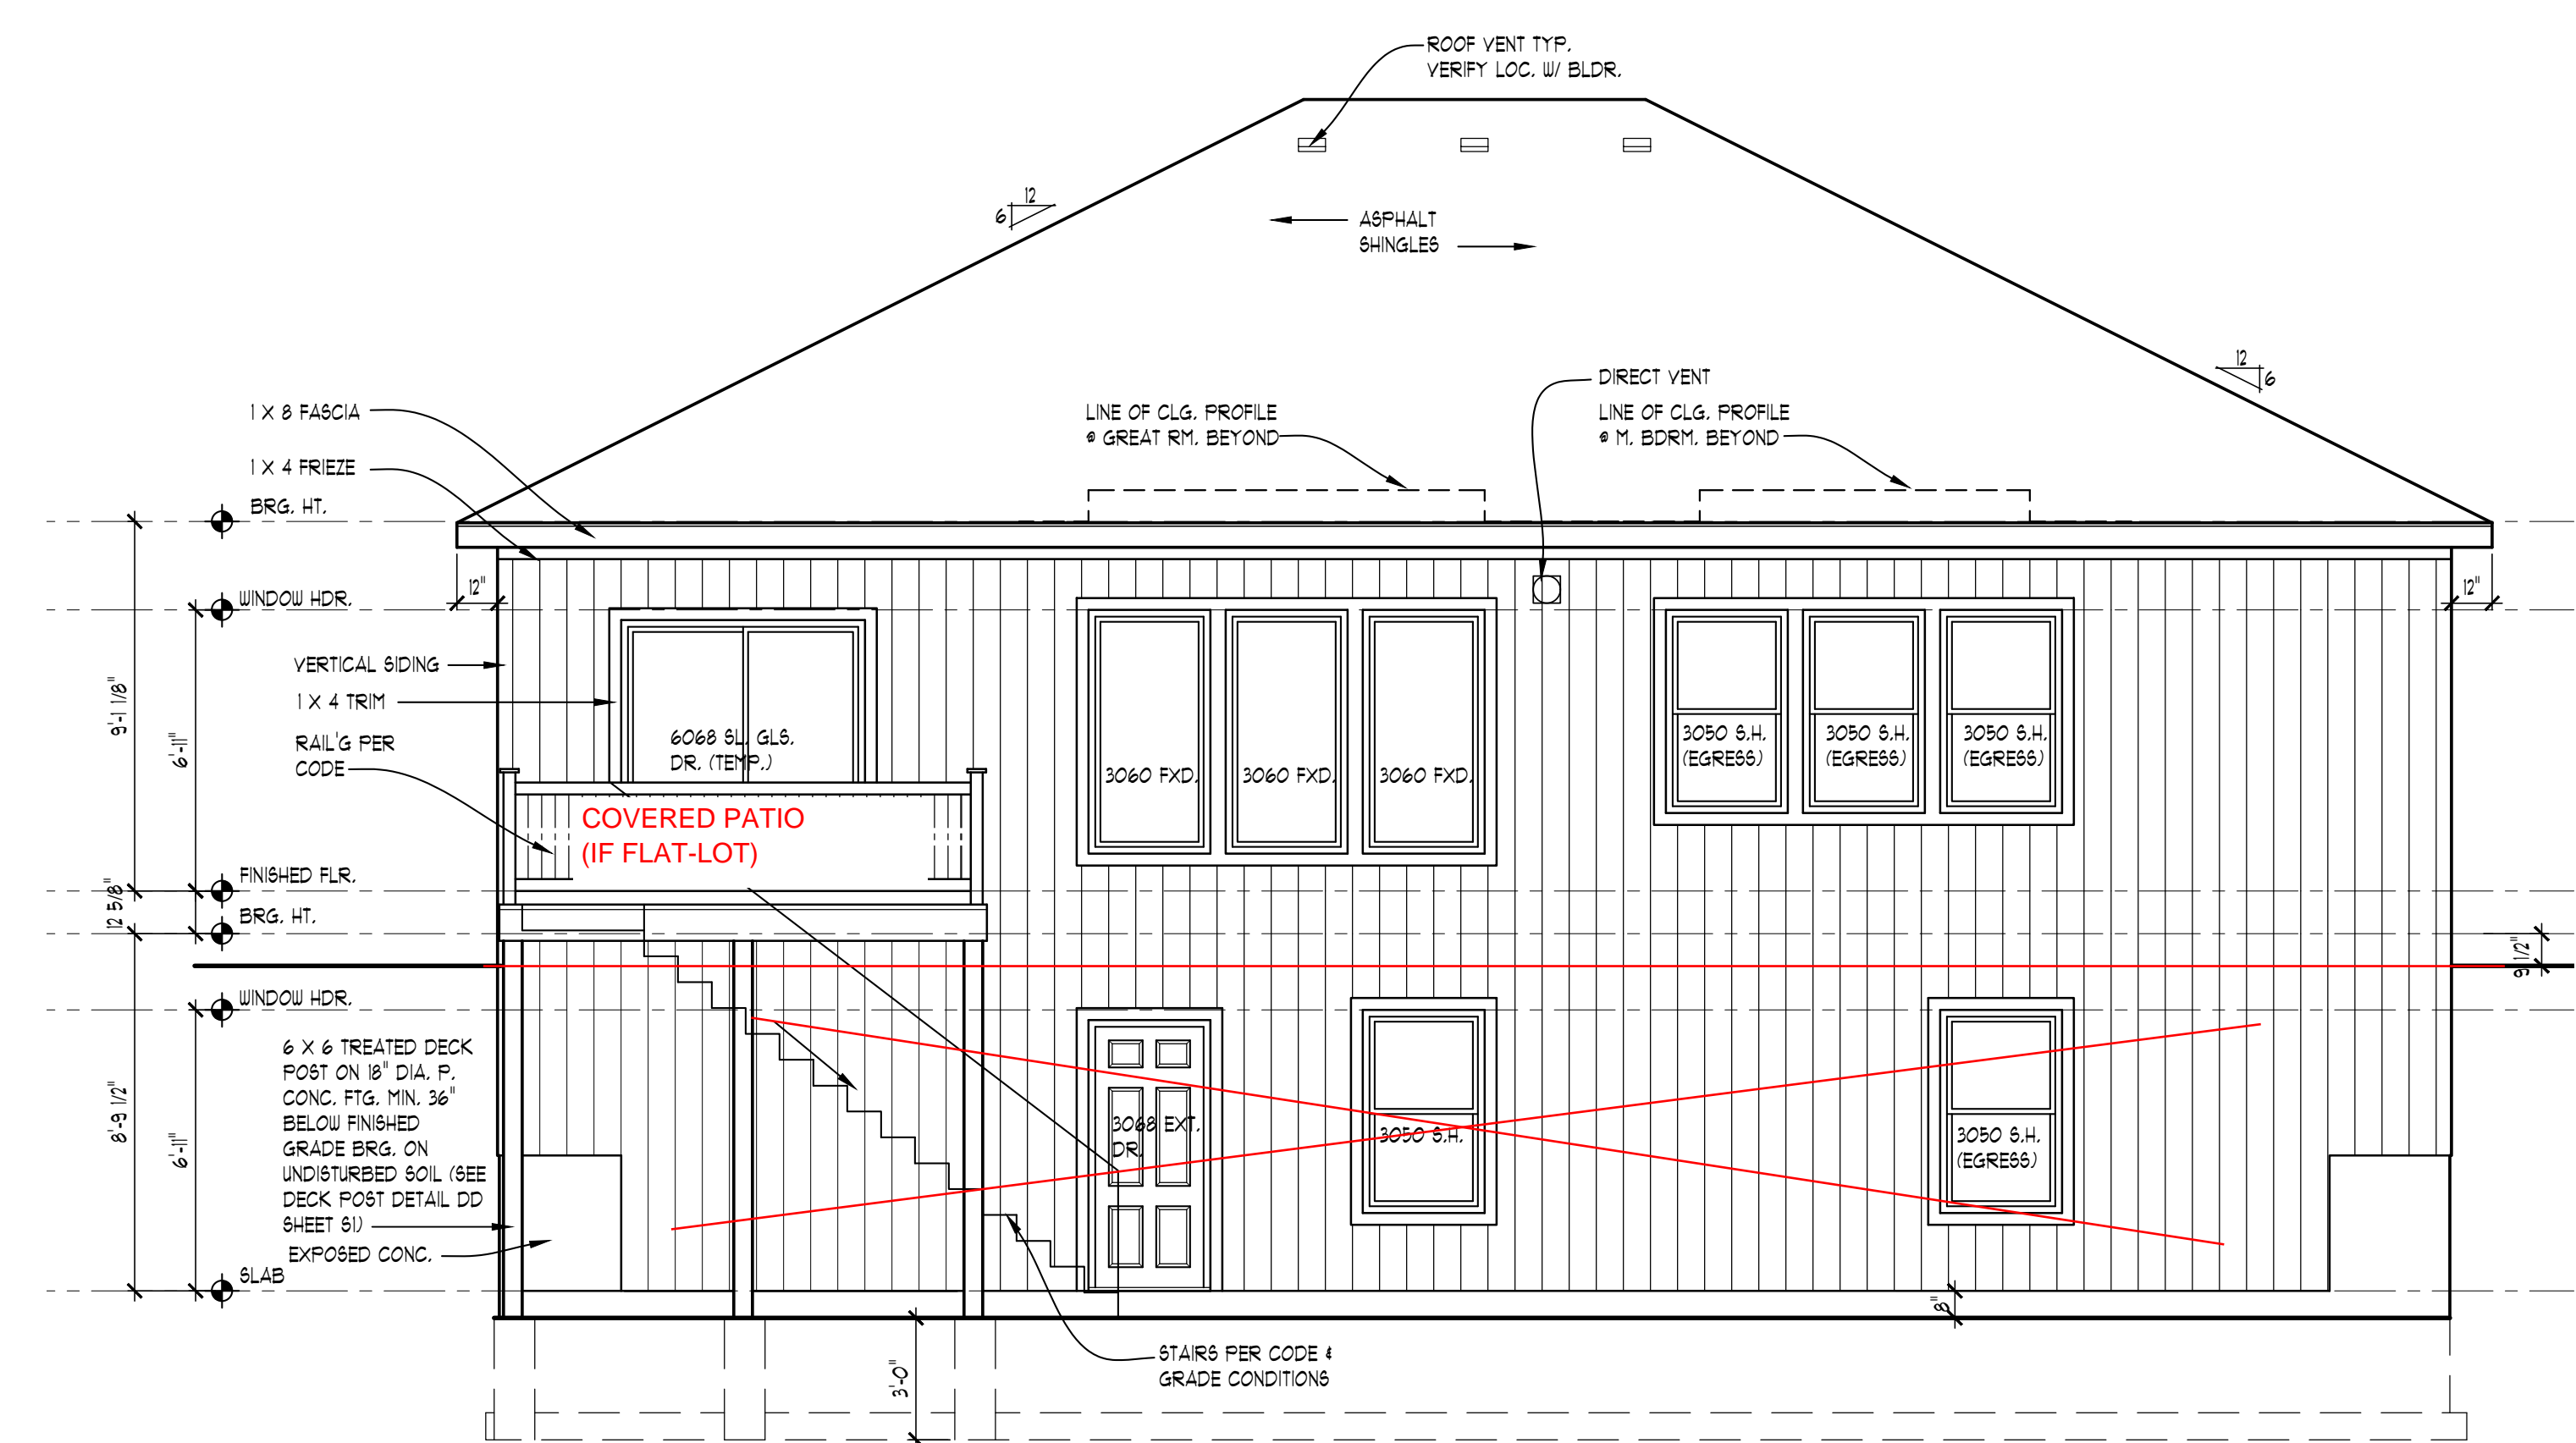 ROOF VENT TYP.
VERIFY LOC. W/ BLDR.
12
6
ASPHALT
SHINGLES
12
6
DIRECT VENT
1 X 8 FASCIA
LINE OF CLG. PROFILE
@ GREAT RM. BEYOND
LINE OF CLG. PROFILE
@ M. BDRM. BEYOND
1 X 4 FRIEZE
BRG. HT.
12"
12"
WINDOW HDR.
VERTICAL SIDING
1 X 4 TRIM
9'-1 1/8"
6'-11"
RAIL'G PER
CODE
6068 SL. GLS.
DR. (TEMP.)
3060 FXD.
3060 FXD.
3060 FXD.
3050 S.H.
(EGRESS)
3050 S.H.
(EGRESS)
3050 S.H.
(EGRESS)
COVERED PATIO
(IF FLAT-LOT)
FINISHED FLR.
12 5/8"
BRG. HT.
9 1/2"
WINDOW HDR.
6 X 6 TREATED DECK
POST ON 18" DIA. P.
CONC. FTG. MIN. 36"
BELOW FINISHED
GRADE BRG. ON
UNDISTURBED SOIL (SEE
DECK POST DETAIL DD
SHEET S1)
EXPOSED CONC.
8'-9 1/2"
6'-11"
3068 EXT.
DR.
3050 S.H.
3050 S.H.
(EGRESS)
SLAB
8"
3'-0"
STAIRS PER CODE &
GRADE CONDITIONS